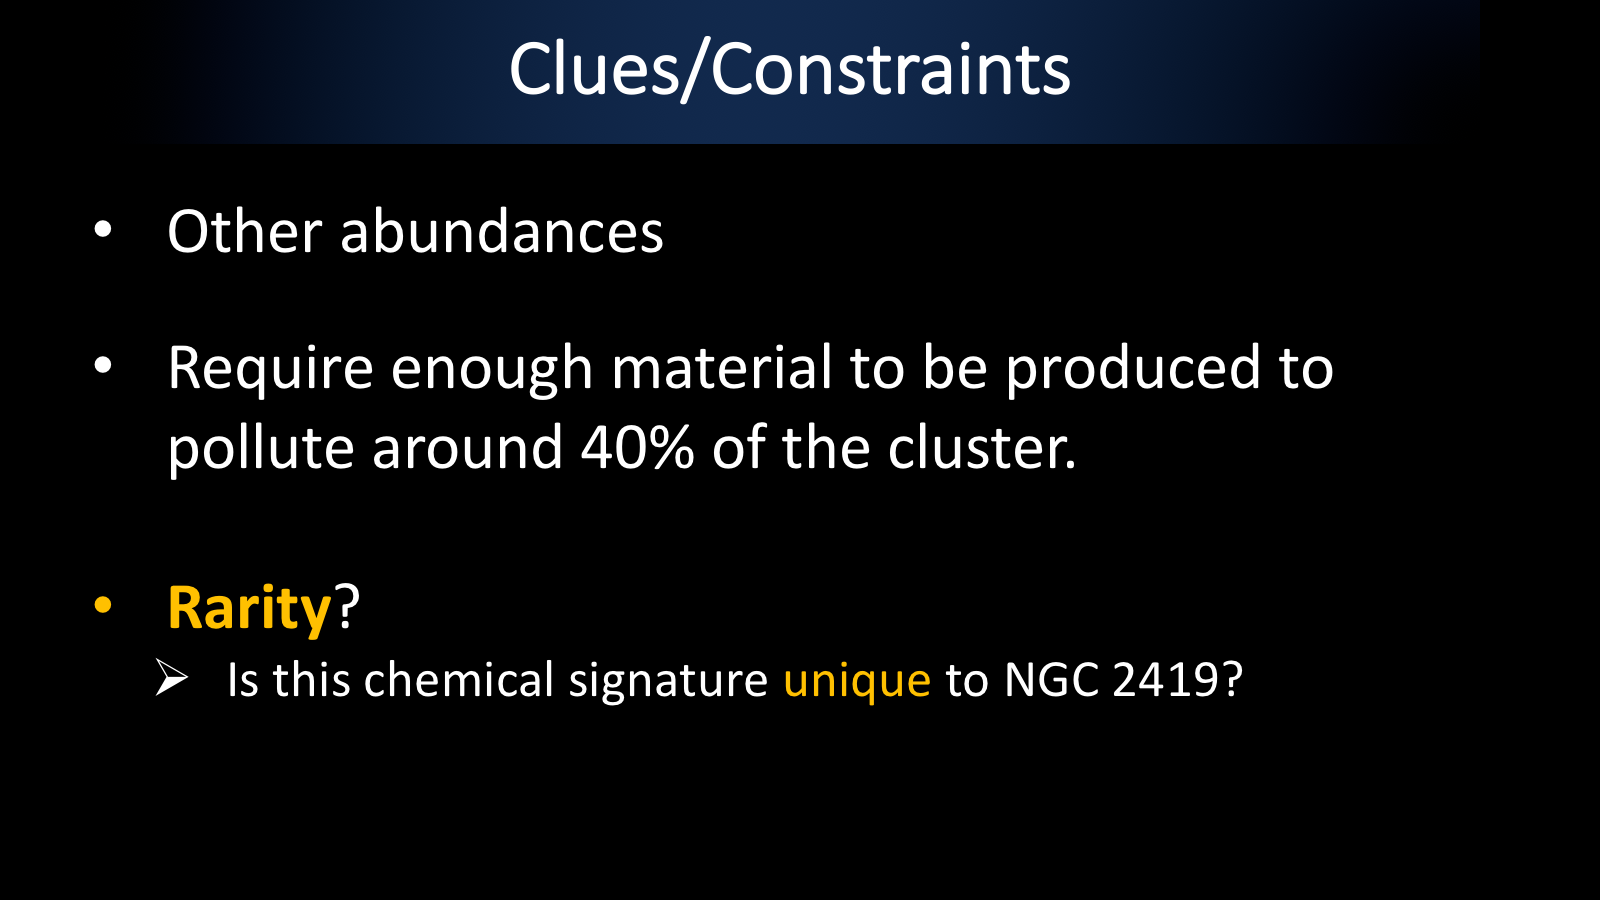 Clues/Constraints
• Other abundances
• Require enough material to be produced to
pollute around 40% of the cluster.
• Rarity?
➢ Is this chemical signature unique to NGC 2419?